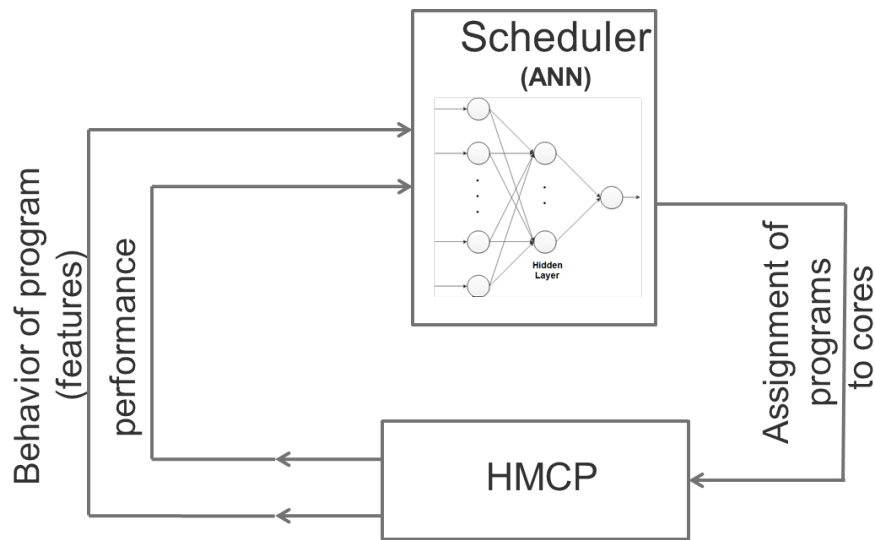 Scheduler
(ANN)
Hidden
Layer
Behavior of program
(features)
performance
Assignment of
programs
to cores
HMCP